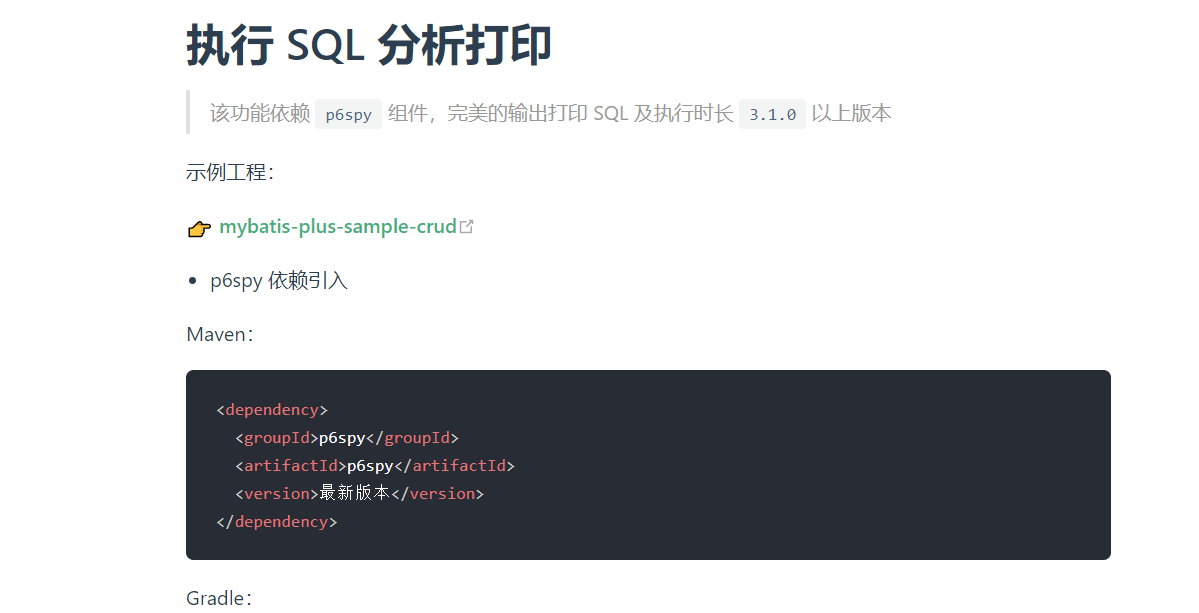 执行 SQL 分析打印
该功能依赖 p6spy 组件，完美的输出打印 SQL 及执行时长 3.1.0 以上版本
示例工程：
👉 mybatis-plus-sample-crud
• p6spy 依赖引入
Maven：
<dependency>
  <groupId>p6spy</groupId>
  <artifactId>p6spy</artifactId>
  <version>最新版本</version>
</dependency>
Gradle：